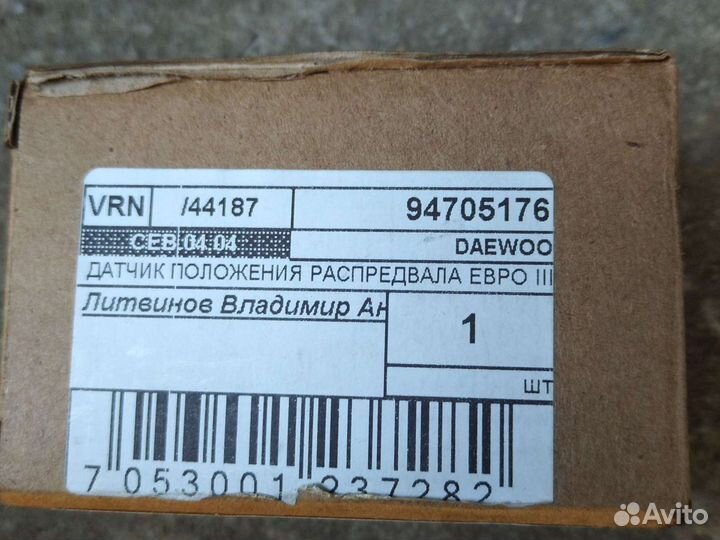 VRN /44187 94705176
СЕВ.04.04 DAEWOO
ДАТЧИК ПОЛОЖЕНИЯ РАСПРЕДВАЛА ЕВРО III
Литвинов Владимир Ан
1
шт
7 053001 937282
Avito